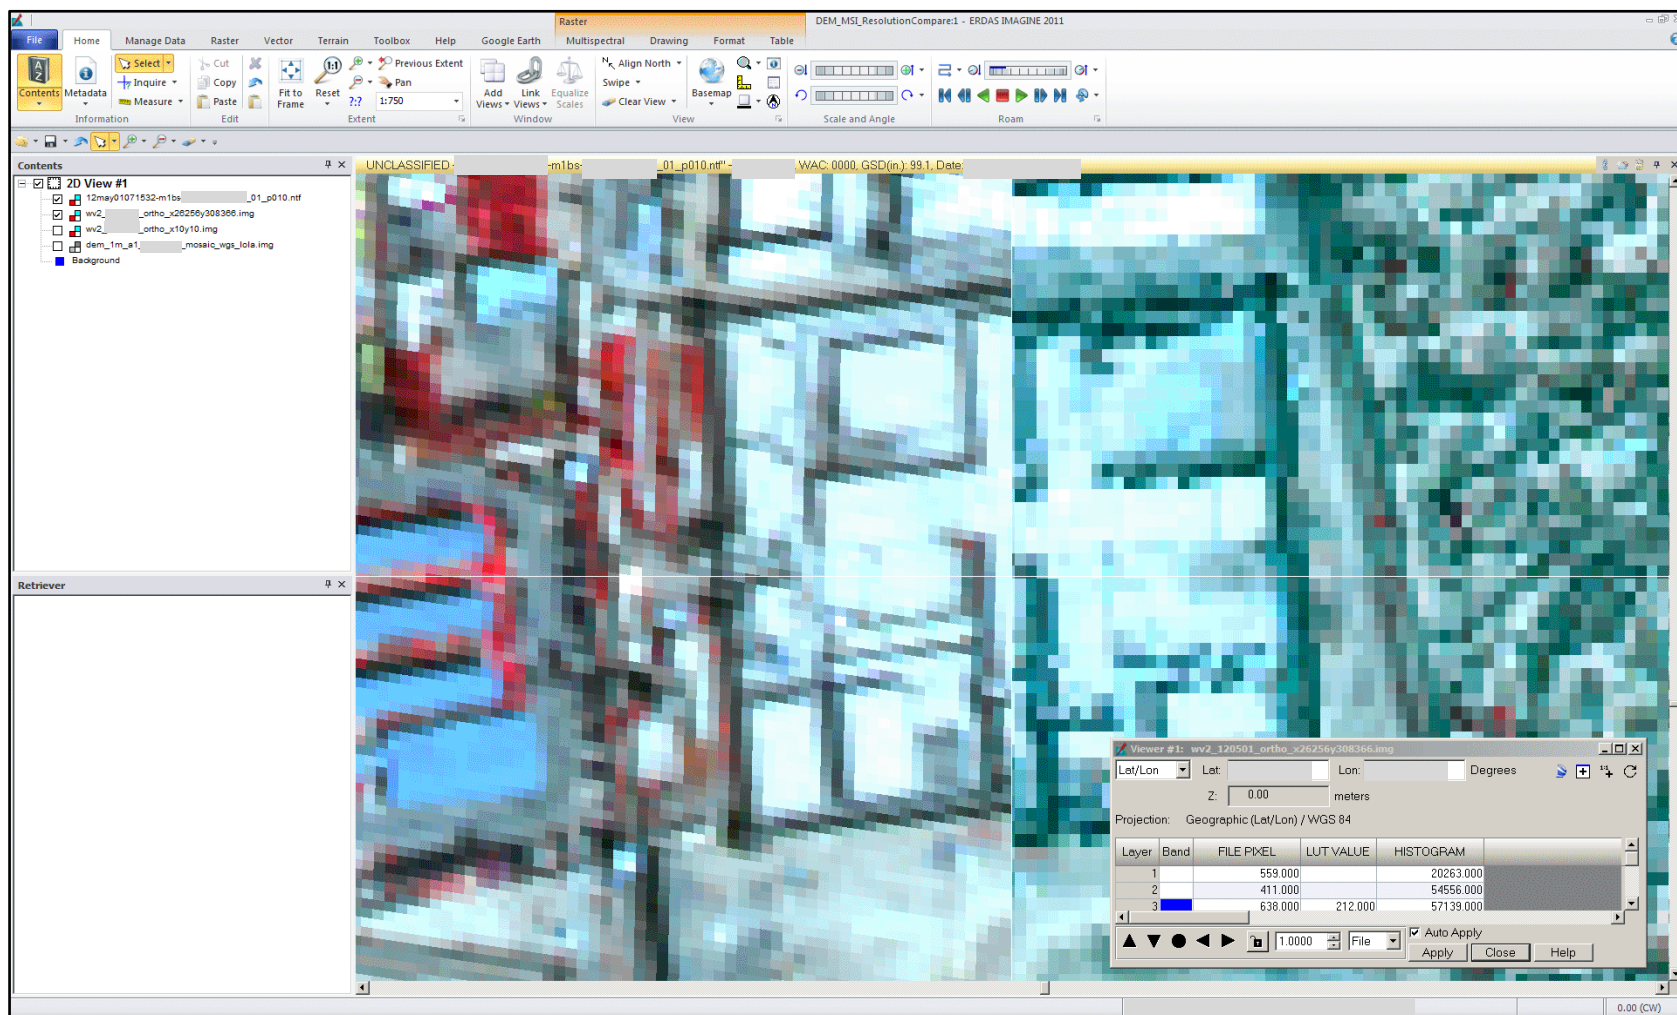 Raster
DEM_MSI_ResolutionCompare:1 - ERDAS IMAGINE 2011
File Home Manage Data Raster Vector Terrain Toolbox Help Google Earth Multispectral Drawing Format Table
Contents
Metadata
Select
Inquire
Measure
Information
Cut
Copy
Paste
Edit
Fit to Frame
1:1
Reset
Previous Extent
Pan
?:?
1:750
Extent
Add Views
Link Views
Equalize Scales
Window
Align North
Swipe
Clear View
Basemap
View
Scale and Angle
Roam
Contents
2D View #1
12may01071532-m1bs _01_p010.ntf
wv2_ _ortho_x26256y308366.img
wv2_ _ortho_x10y10.img
dem_1m_a1_ _mosaic_wgs_lola.img
Background
Retriever
UNCLASSIFIED - -m1bs- _01_p010.ntf" - WAC: 0000, GSD(in.): 99.1, Date:
Viewer #1: wv2_120501_ortho_x26256y308366.img
Lat/Lon Lat: Lon: Degrees
Z: 0.00 meters
Projection: Geographic (Lat/Lon) / WGS 84
Layer Band FILE PIXEL LUT VALUE HISTOGRAM
1 559.000 20263.000
2 411.000 54556.000
3 638.000 212.000 57139.000
1.0000 File Auto Apply
Apply Close Help
0.00 (CW)